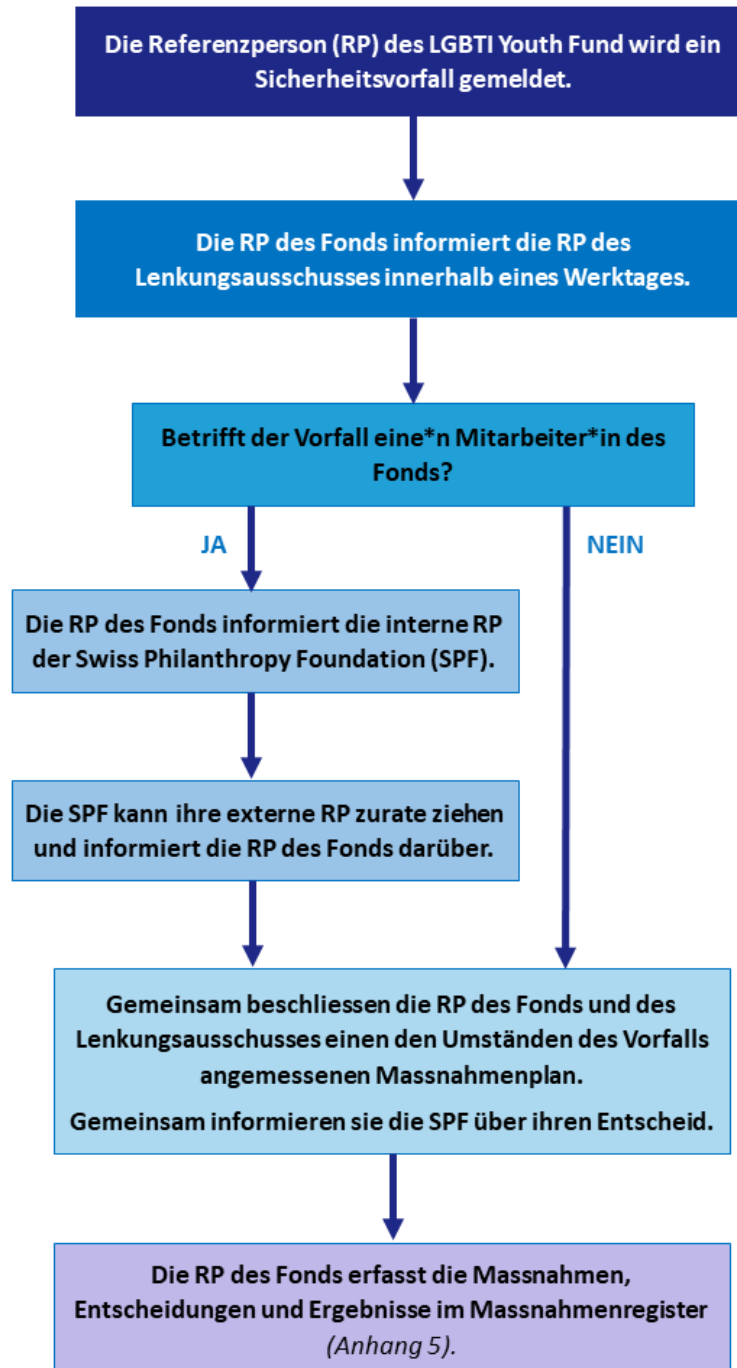 Die Referenzperson (RP) des LGBTI Youth Fund wird ein
Sicherheitsvorfall gemeldet.
Die RP des Fonds informiert die RP des
Lenkungsausschusses innerhalb eines Werktages.
Betrifft der Vorfall eine*n Mitarbeiter*in des
Fonds?
JA
NEIN
Die RP des Fonds informiert die interne RP
der Swiss Philanthropy Foundation (SPF).
Die SPF kann ihre externe RP zurate ziehen
und informiert die RP des Fonds darüber.
Gemeinsam beschliessen die RP des Fonds und des
Lenkungsausschusses einen den Umständen des Vorfalls
angemessenen Massnahmenplan.
Gemeinsam informieren sie die SPF über ihren Entscheid.
Die RP des Fonds erfasst die Massnahmen,
Entscheidungen und Ergebnisse im Massnahmenregister
(Anhang 5).